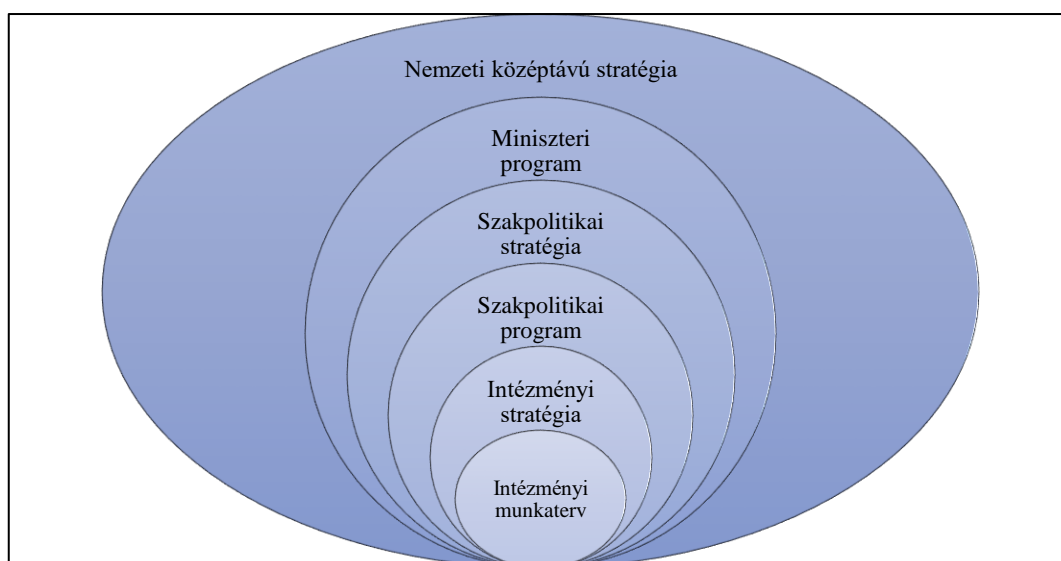 Nemzeti középtávú stratégia
Miniszteri
program
Szakpolitikai
stratégia
Szakpolitikai
program
Intézményi
stratégia
Intézményi
munkaterv